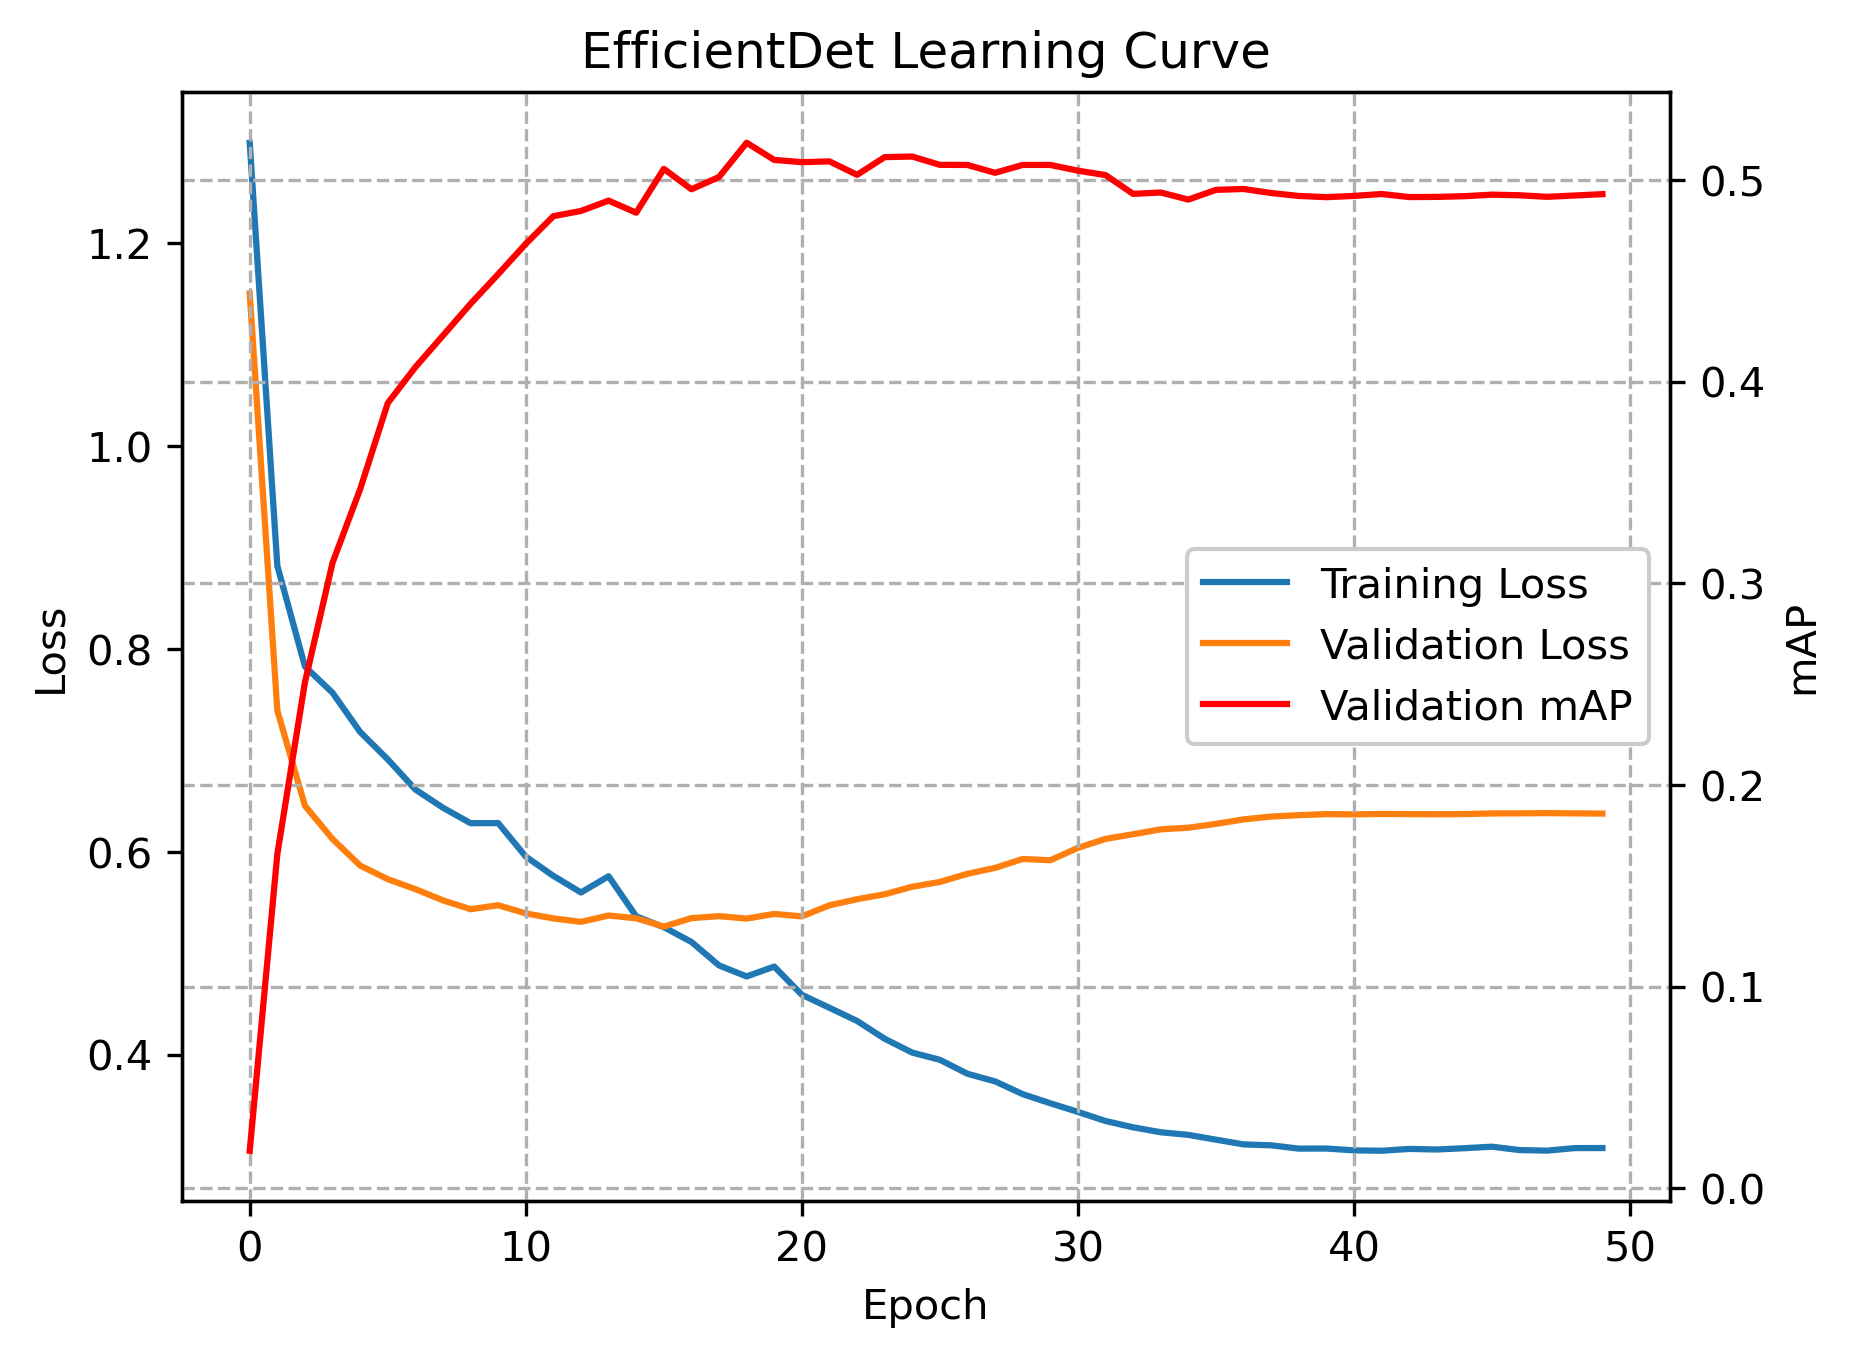 EfficientDet Learning Curve
1.2
1.0
0.8
0.6
0.4
Loss
0.5
0.4
0.3
0.2
0.1
0.0
mAP
Training Loss
Validation Loss
Validation mAP
0 10 20 30 40 50
Epoch